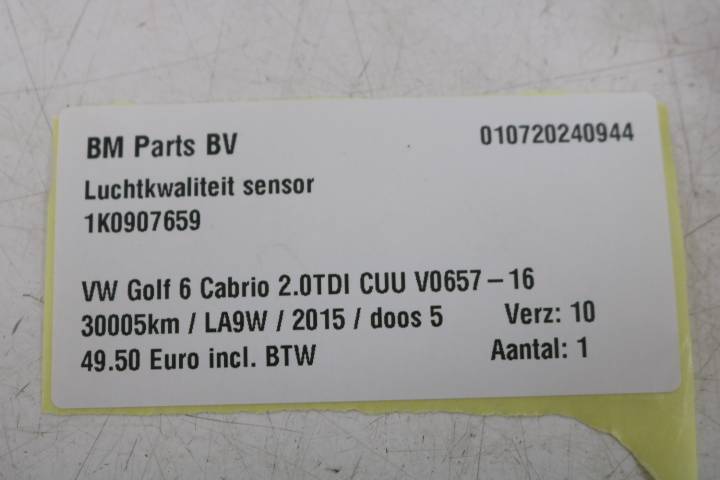 BM Parts BV 010720240944
Luchtkwaliteit sensor
1K0907659
VW Golf 6 Cabrio 2.0TDI CUU V0657-16
30005km / LA9W / 2015 / doos 5 Verz: 10
49.50 Euro incl. BTW Aantal: 1